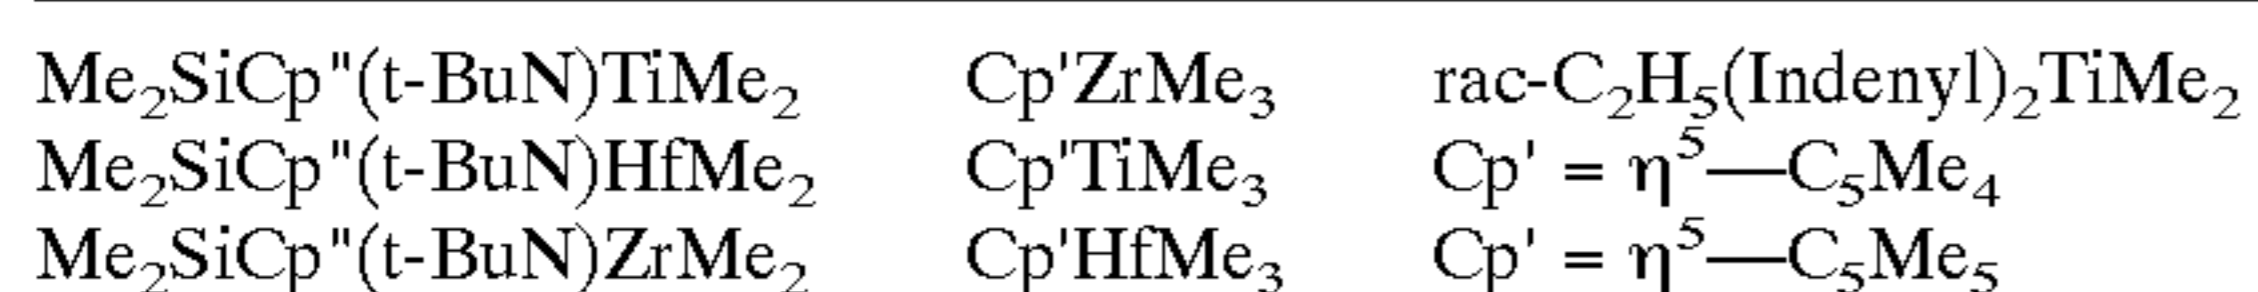 Me₂SiCp"(t-BuN)TiMe₂ Cp'ZrMe₃ rac-C₂H₅(Indenyl)₂TiMe₂
Me₂SiCp"(t-BuN)HfMe₂ Cp'TiMe₃ Cp' = η⁵—C₅Me₄
Me₂SiCp"(t-BuN)ZrMe₂ Cp'HfMe₃ Cp' = η⁵—C₅Me₅